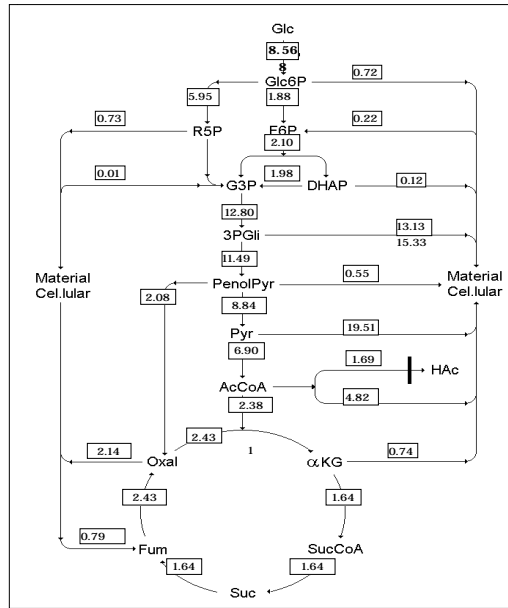 Glc
8.56,
8
Glc6P
0.72
5.95
1.88
0.73
R5P
F6P
0.22
2.10
0.01
1.98
G3P
DHAP
0.12
12.80
13.13
3PGli
15.33
11.49
Material
Cel.lular
PenolPyr
0.55
Material
Cel.lular
2.08
8.84
Pyr
19.51
6.90
1.69
HAc
AcCoA
4.82
2.38
2.43
2.14
Oxal
1
αKG
0.74
2.43
1.64
0.79
Fum
SucCoA
1.64
1.64
Suc